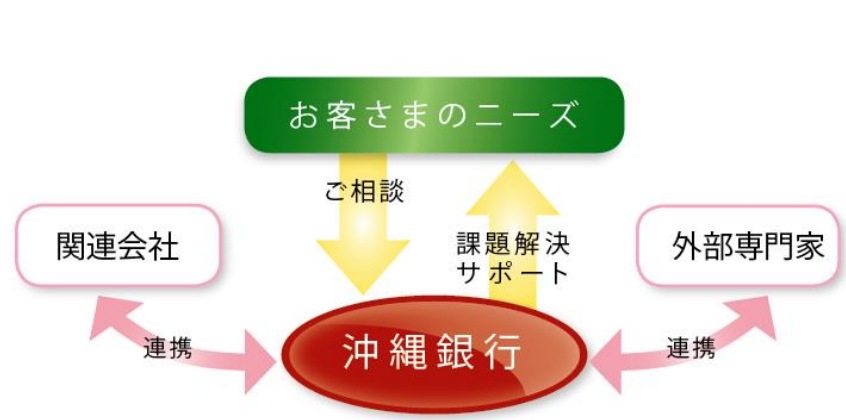 お客さまのニーズ
ご相談
課題解決
サポート
関連会社
外部専門家
連携
沖縄銀行
連携